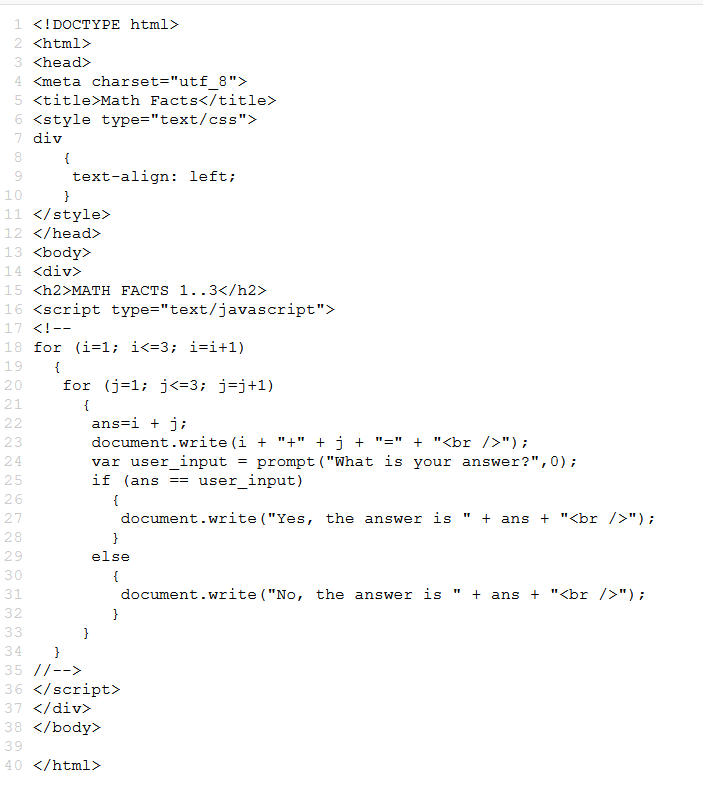 1 <!DOCTYPE html>
2 <html>
3 <head>
4 <meta charset="utf_8">
5 <title>Math Facts</title>
6 <style type="text/css">
7 div
8    {
9     text-align: left;
10    }
11 </style>
12 </head>
13 <body>
14 <div>
15 <h2>MATH FACTS 1..3</h2>
16 <script type="text/javascript">
17 <!--
18 for (i=1; i<=3; i=i+1)
19   {
20    for (j=1; j<=3; j=j+1)
21      {
22       ans=i + j;
23       document.write(i + "+" + j + "=" + "<br />");
24       var user_input = prompt("What is your answer?",0);
25       if (ans == user_input)
26         {
27          document.write("Yes, the answer is " + ans + "<br />");
28         }
29       else
30         {
31          document.write("No, the answer is " + ans + "<br />");
32         }
33      }
34   }
35 //-->
36 </script>
37 </div>
38 </body>
39
40 </html>